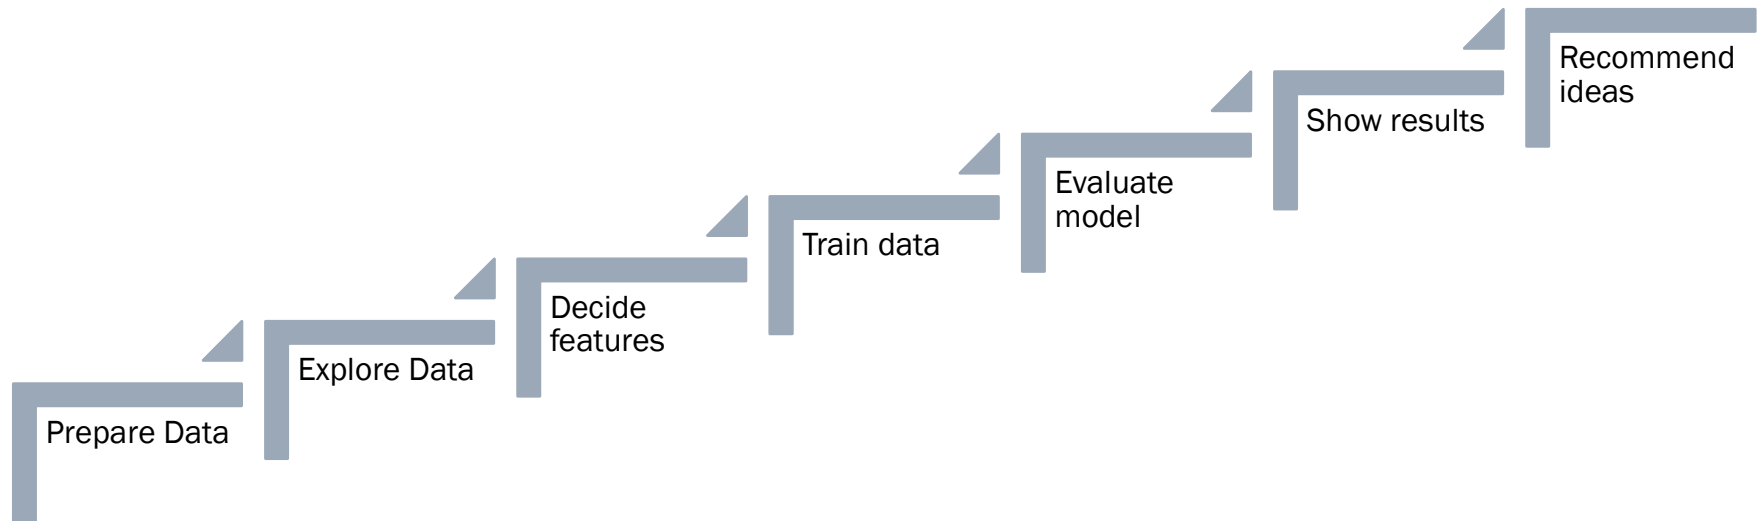 Prepare Data
Explore Data
Decide
features
Train data
Evaluate
model
Show results
Recommend
ideas